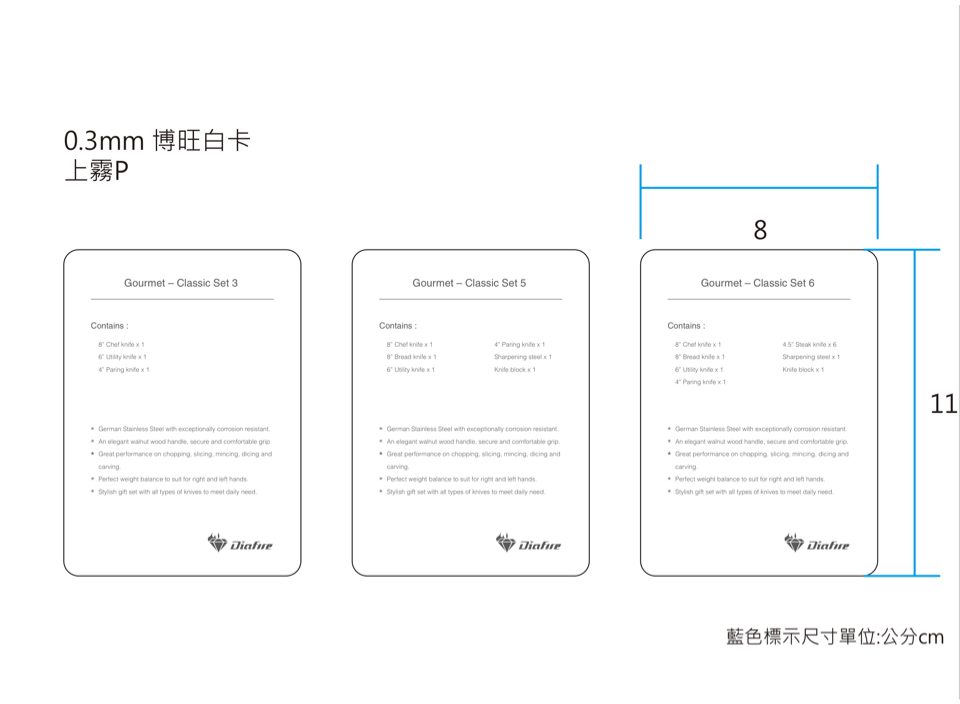 0.3mm 博旺白卡
上霧P
8
11
Gourmet – Classic Set 3
Contains :
8" Chef knife x 1
6" Utility knife x 1
4" Paring knife x 1
* German Stainless Steel with exceptionally corrosion resistant.
* An elegant walnut wood handle, secure and comfortable grip.
* Great performance on chopping, slicing, mincing, dicing and
carving.
* Perfect weight balance to suit for right and left hands.
* Stylish gift set with all types of knives to meet daily need.
Diafire
Gourmet – Classic Set 5
Contains :
8" Chef knife x 1
8" Bread knife x 1
6" Utility knife x 1
4" Paring knife x 1
Sharpening steel x 1
Knife block x 1
* German Stainless Steel with exceptionally corrosion resistant.
* An elegant walnut wood handle, secure and comfortable grip.
* Great performance on chopping, slicing, mincing, dicing and
carving.
* Perfect weight balance to suit for right and left hands.
* Stylish gift set with all types of knives to meet daily need.
Diafire
Gourmet – Classic Set 6
Contains :
8" Chef knife x 1
8" Bread knife x 1
6" Utility knife x 1
4" Paring knife x 1
4.5" Steak knife x 6
Sharpening steel x 1
Knife block x 1
* German Stainless Steel with exceptionally corrosion resistant.
* An elegant walnut wood handle, secure and comfortable grip.
* Great performance on chopping, slicing, mincing, dicing and
carving.
* Perfect weight balance to suit for right and left hands.
* Stylish gift set with all types of knives to meet daily need.
Diafire
藍色標示尺寸單位:公分cm